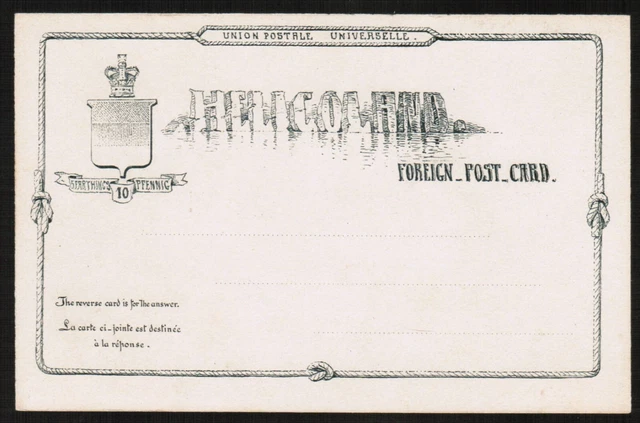 UNION POSTALE UNIVERSELLE.
HELIGOLAND.
FOREIGN_POST_CARD.
5 FARTHINGS 10 PFENNIG
The reverse card is for the answer.
La carte ci-jointe est destinée
à la réponse.